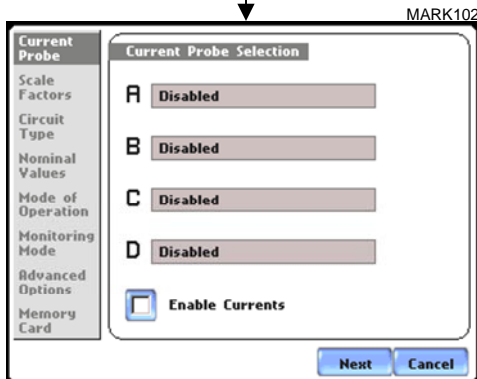 MARK102
Current
Probe
Scale
Factors
Circuit
Type
Nominal
Values
Mode of
Operation
Monitoring
Mode
Advanced
Options
Memory
Card
Current Probe Selection
A Disabled
B Disabled
C Disabled
D Disabled
Enable Currents
Next Cancel